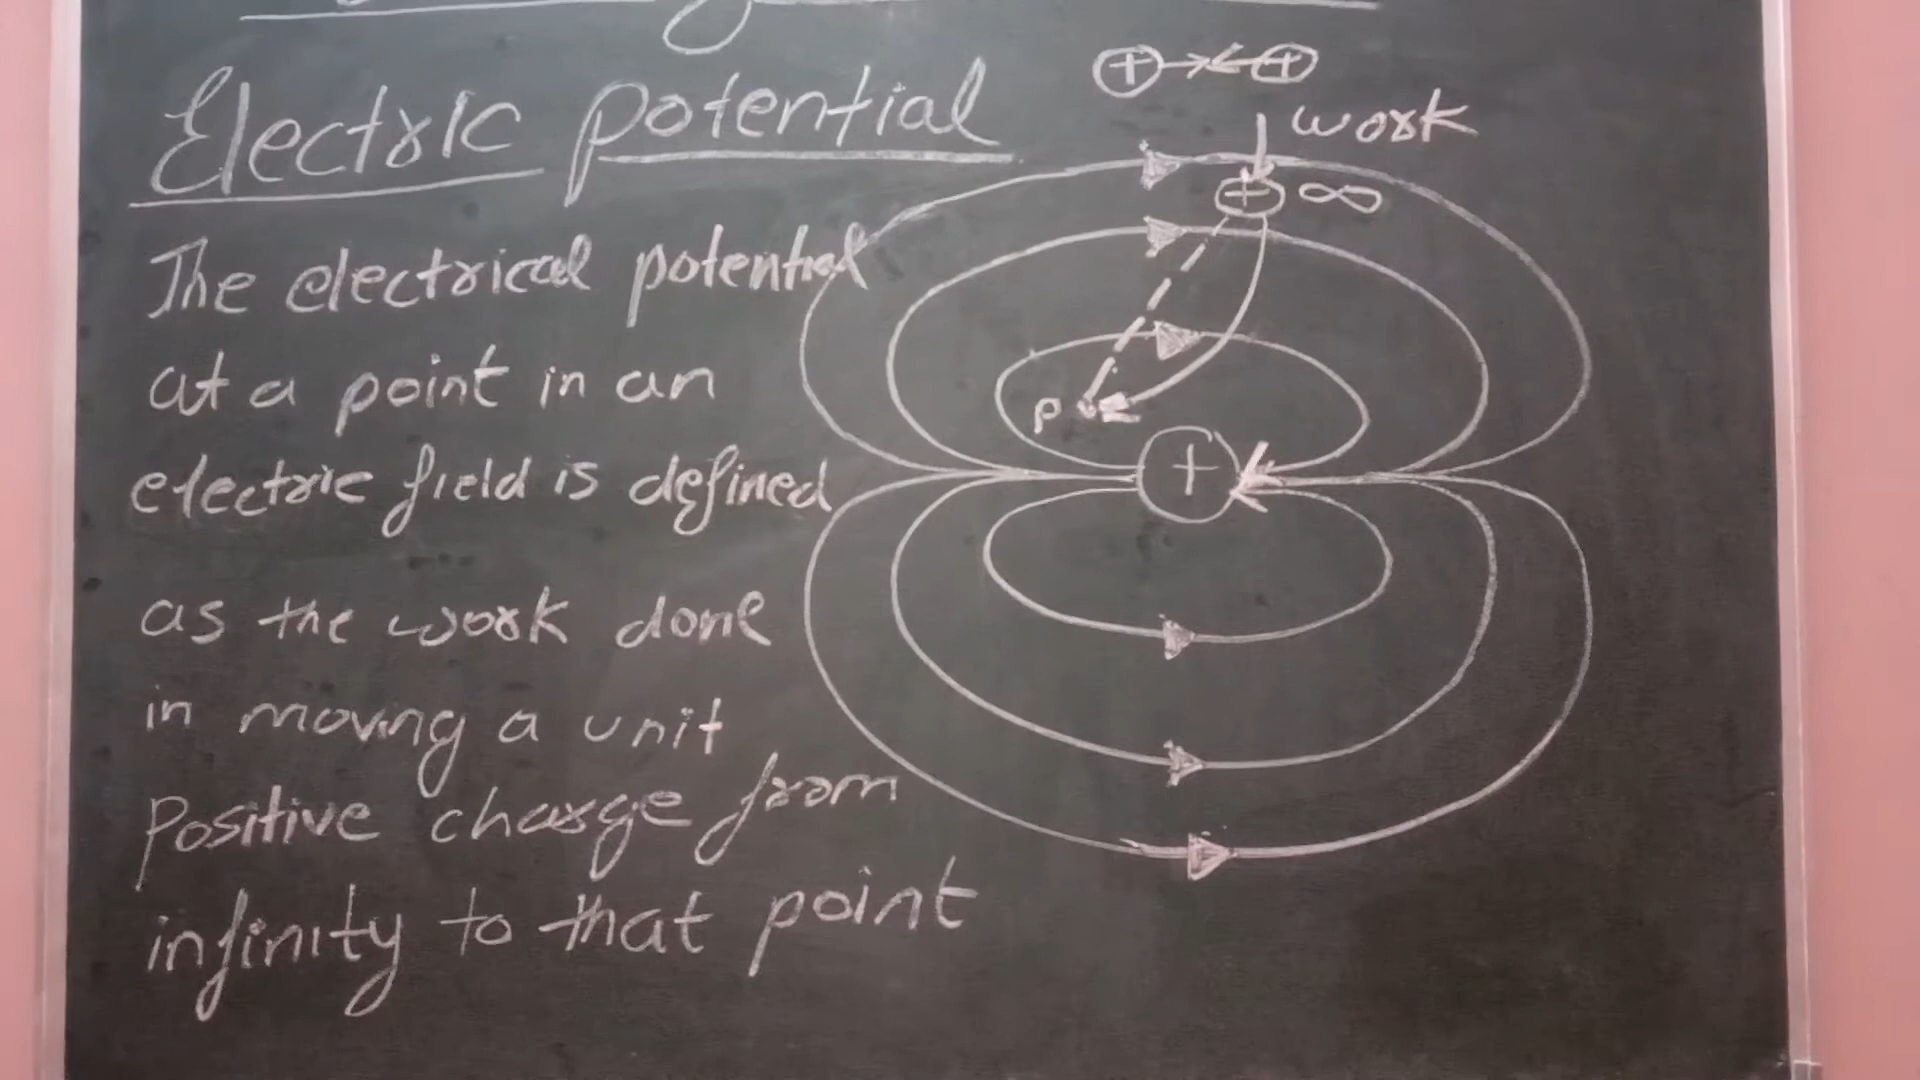 Electric potential
The electrical potential
at a point in an
electric field is defined
as the work done
in moving a unit
Positive charge from
infinity to that point
+ +
work
+ ∞
P
+